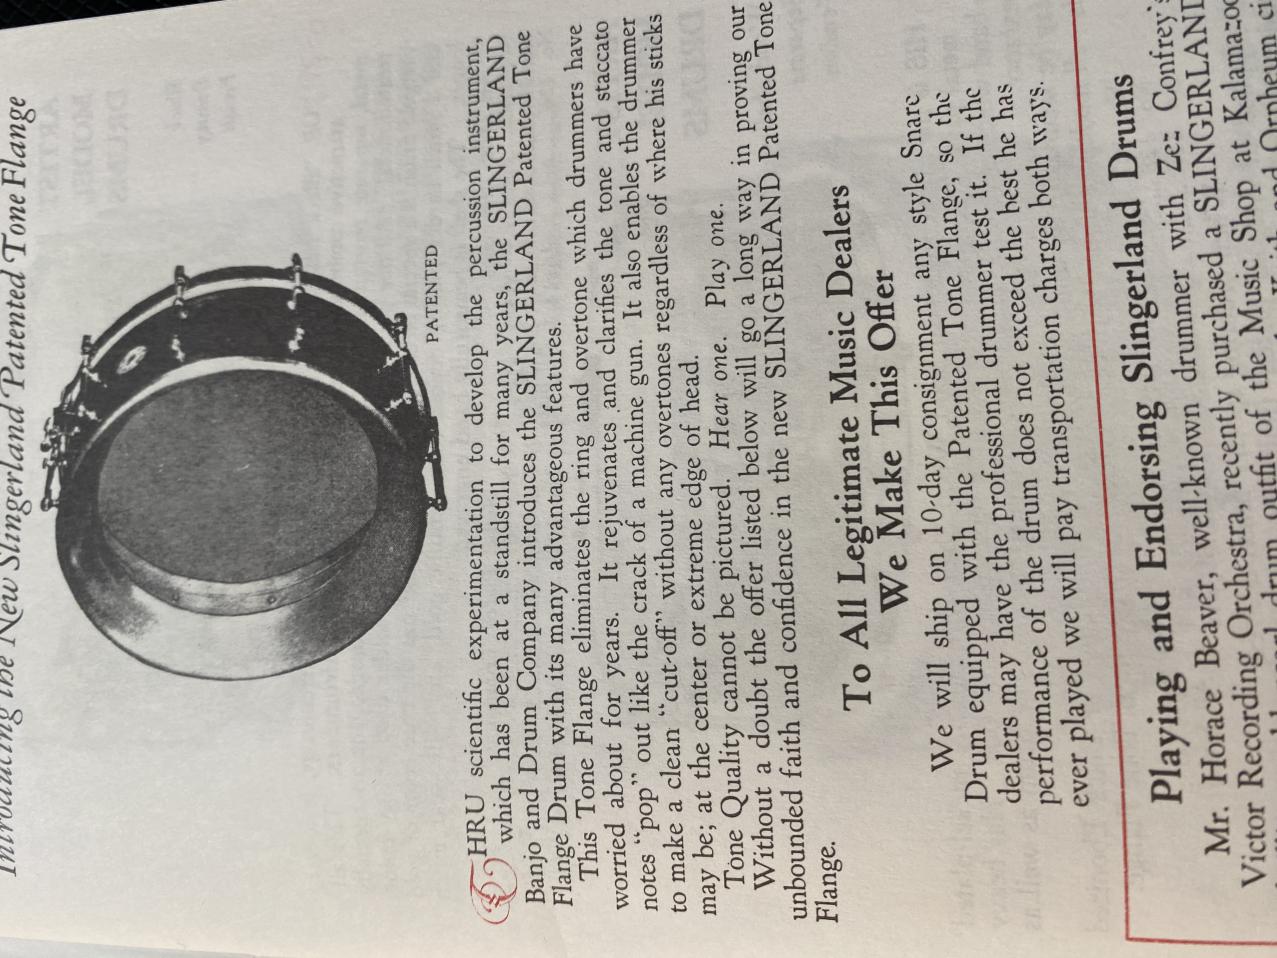 Introducing the New Slingerland Patented Tone Flange
PATENTED
THRU scientific experimentation to develop the percussion instrument,
which has been at a standstill for many years, the SLINGERLAND
Banjo and Drum Company introduces the SLINGERLAND Patented Tone
Flange Drum with its many advantageous features.
This Tone Flange eliminates the ring and overtone which drummers have
worried about for years. It rejuvenates and clarifies the tone and staccato
notes “pop” out like the crack of a machine gun. It also enables the drummer
to make a clean “cut-off” without any overtones regardless of where his sticks
may be; at the center or extreme edge of head.
Tone Quality cannot be pictured. Hear one. Play one.
Without a doubt the offer listed below will go a long way in proving our
unbounded faith and confidence in the new SLINGERLAND Patented Tone
Flange.
To All Legitimate Music Dealers
We Make This Offer
We will ship on 10-day consignment any style Snare
Drum equipped with the Patented Tone Flange, so the
dealers may have the professional drummer test it. If the
performance of the drum does not exceed the best he has
ever played we will pay transportation charges both ways.
Playing and Endorsing Slingerland Drums
Mr. Horace Beaver, well-known drummer with Zez Confrey's
Victor Recording Orchestra, recently purchased a SLINGERLAND
drum outfit of the Music Shop at Kalamazoo
and Orpheum